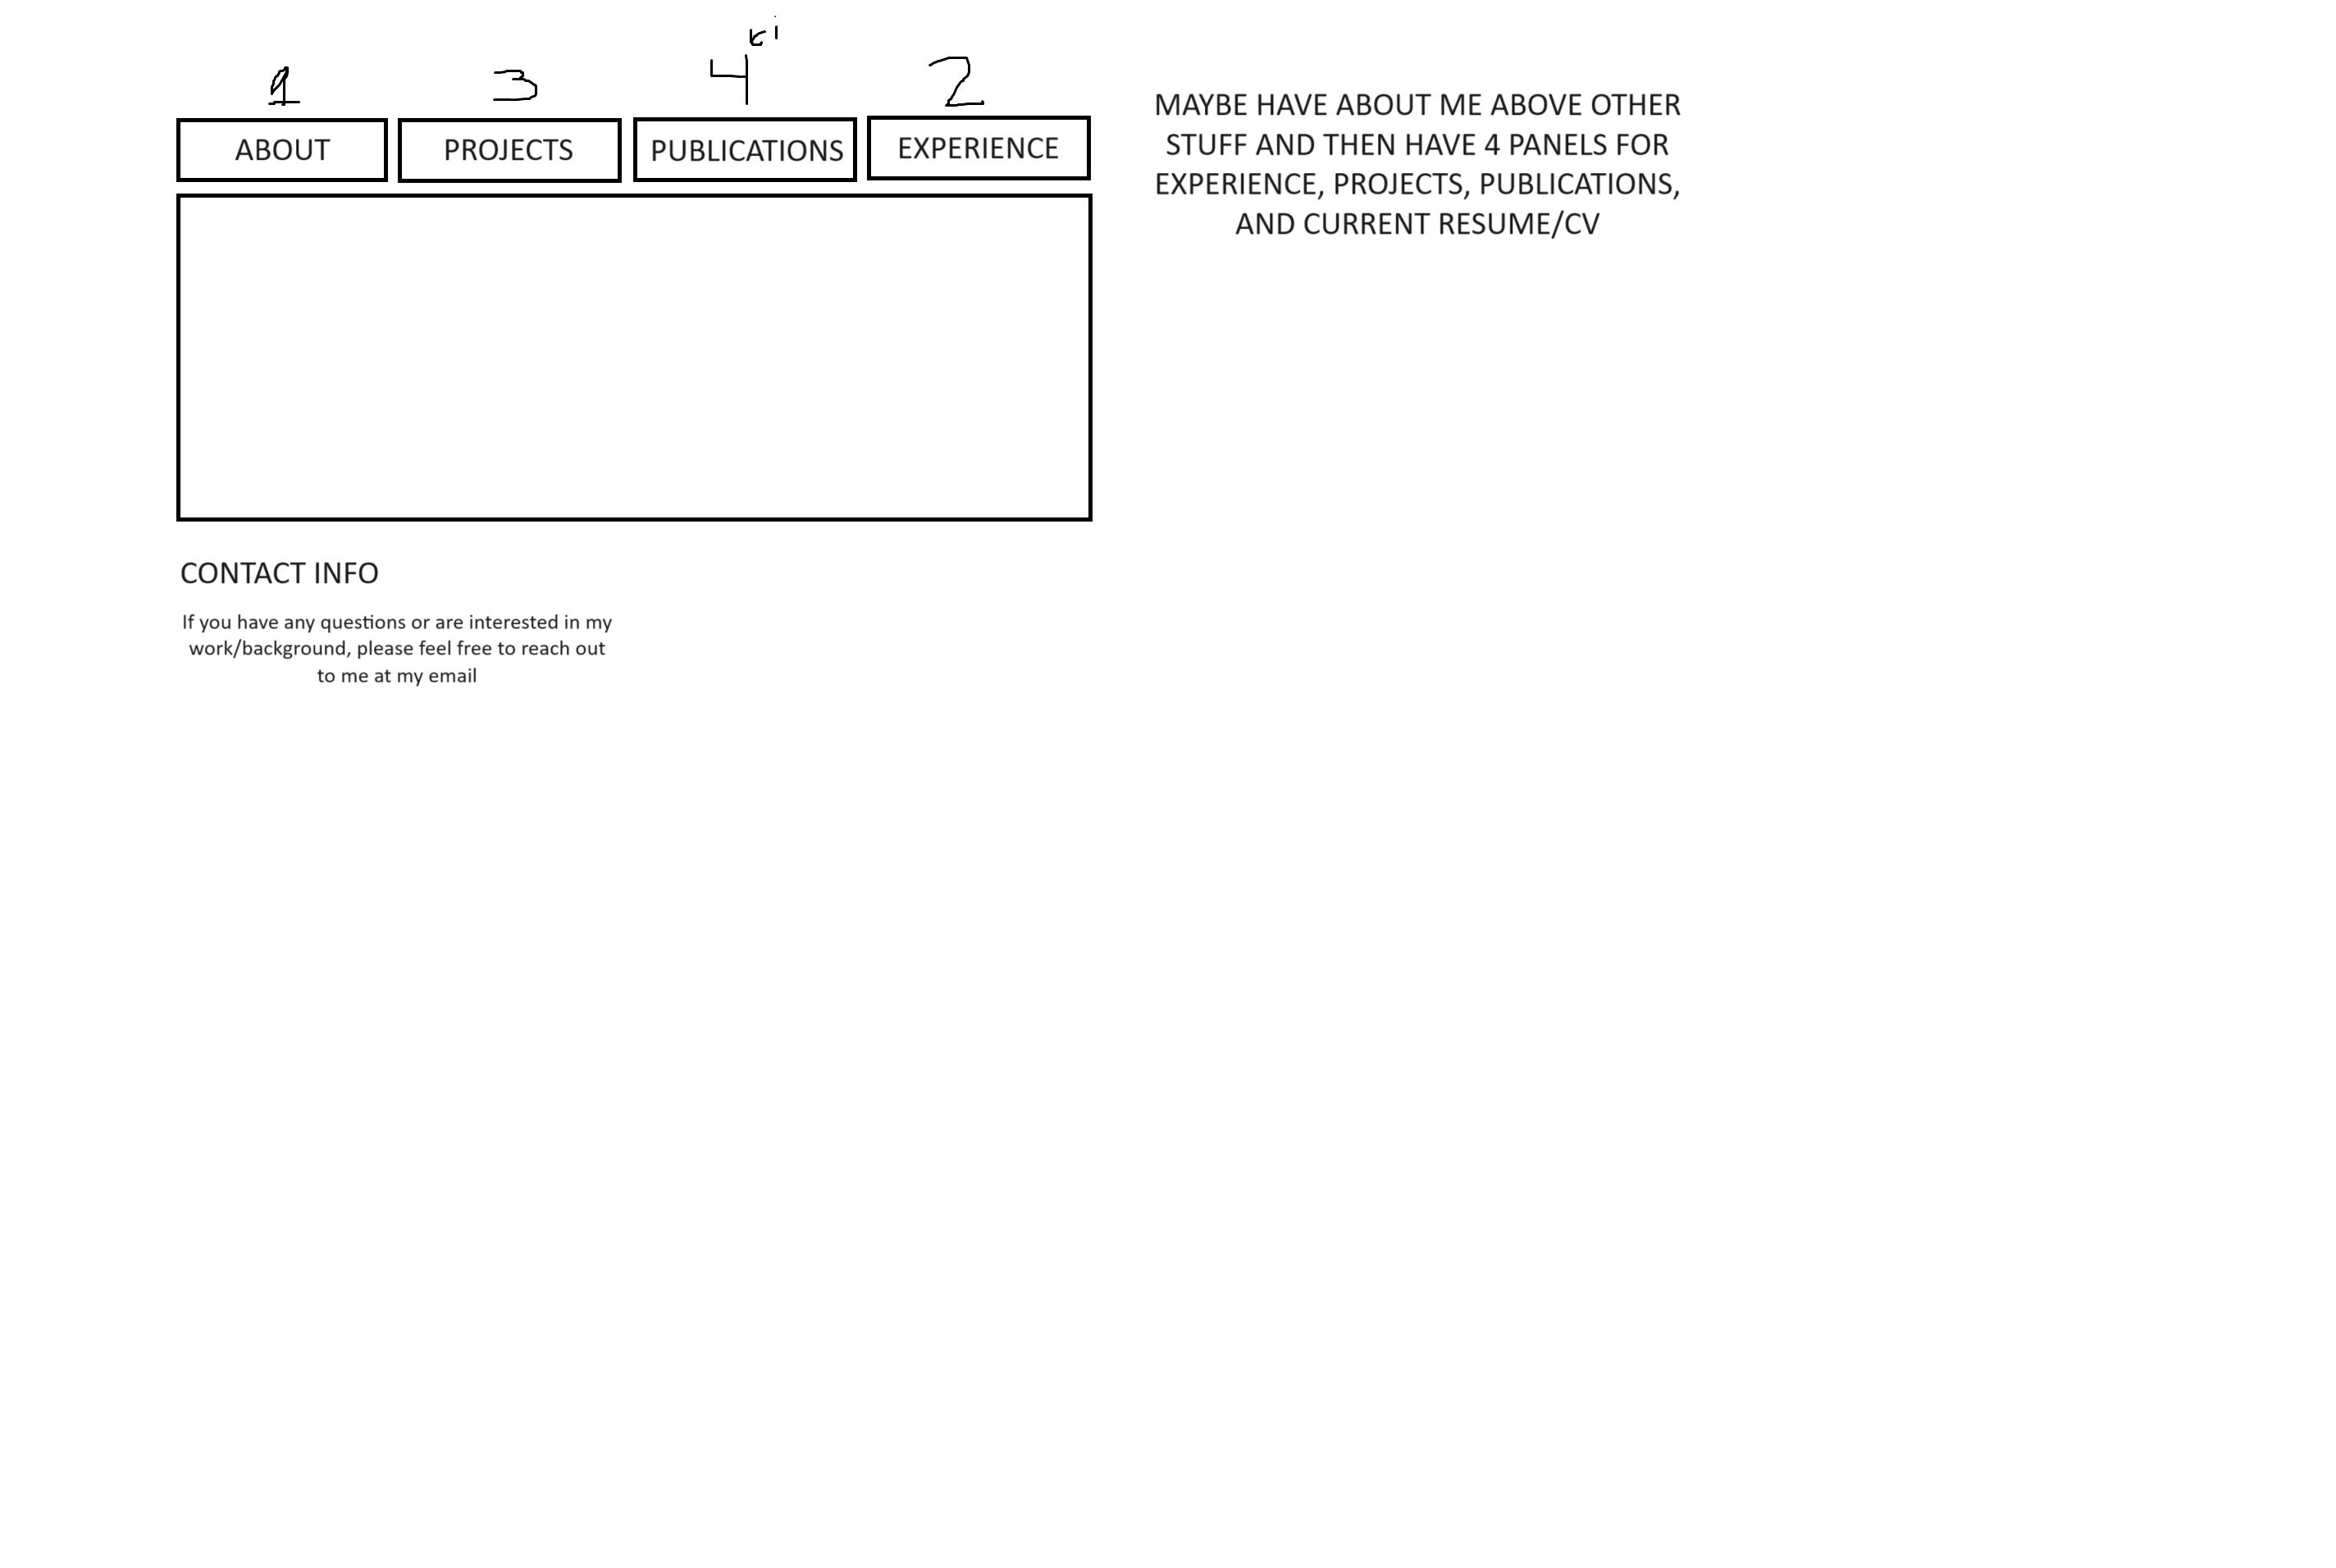 1 3 4 2
ABOUT PROJECTS PUBLICATIONS EXPERIENCE
MAYBE HAVE ABOUT ME ABOVE OTHER
STUFF AND THEN HAVE 4 PANELS FOR
EXPERIENCE, PROJECTS, PUBLICATIONS,
AND CURRENT RESUME/CV
CONTACT INFO
If you have any questions or are interested in my
work/background, please feel free to reach out
to me at my email